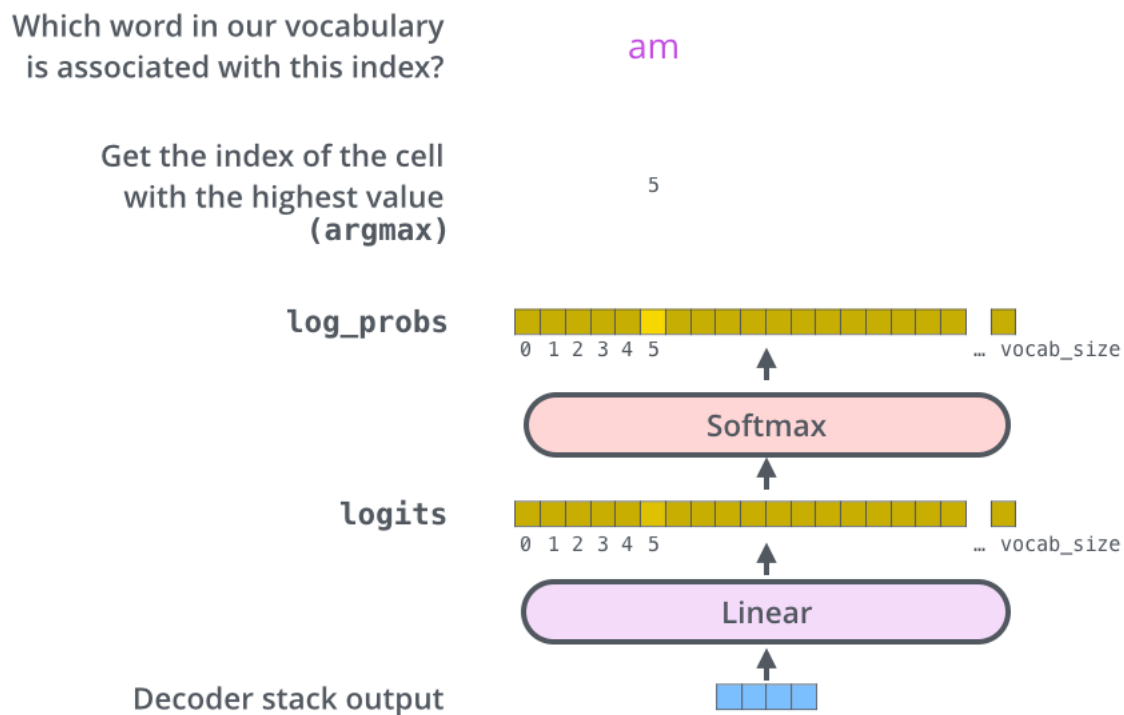 Which word in our vocabulary
is associated with this index?
am
Get the index of the cell
with the highest value
(argmax)
5
log_probs
0 1 2 3 4 5 … vocab_size
Softmax
logits
0 1 2 3 4 5 … vocab_size
Linear
Decoder stack output